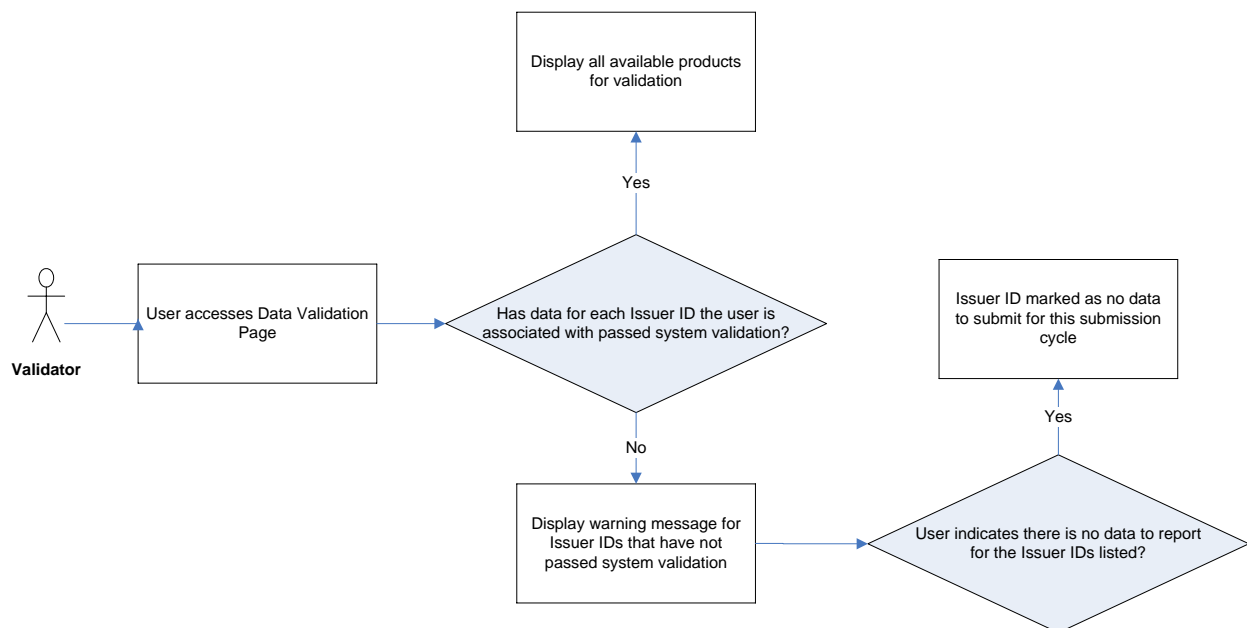 Display all available products
for validation
Yes
Validator
User accesses Data Validation
Page
Has data for each Issuer ID the user is
associated with passed system validation?
Issuer ID marked as no data
to submit for this submission
cycle
No
Yes
Display warning message for
Issuer IDs that have not
passed system validation
User indicates there is no data to report
for the Issuer IDs listed?